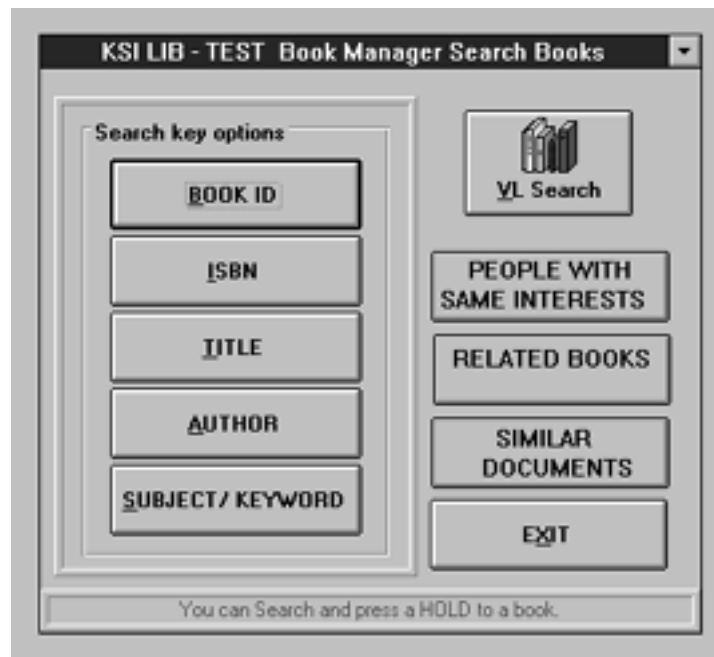 KSI LIB - TEST Book Manager Search Books
Search key options
BOOK ID
ISBN
TITLE
AUTHOR
SUBJECT/ KEYWORD
VL Search
PEOPLE WITH
SAME INTERESTS
RELATED BOOKS
SIMILAR
DOCUMENTS
EXIT
You can Search and press a HOLD to a book.